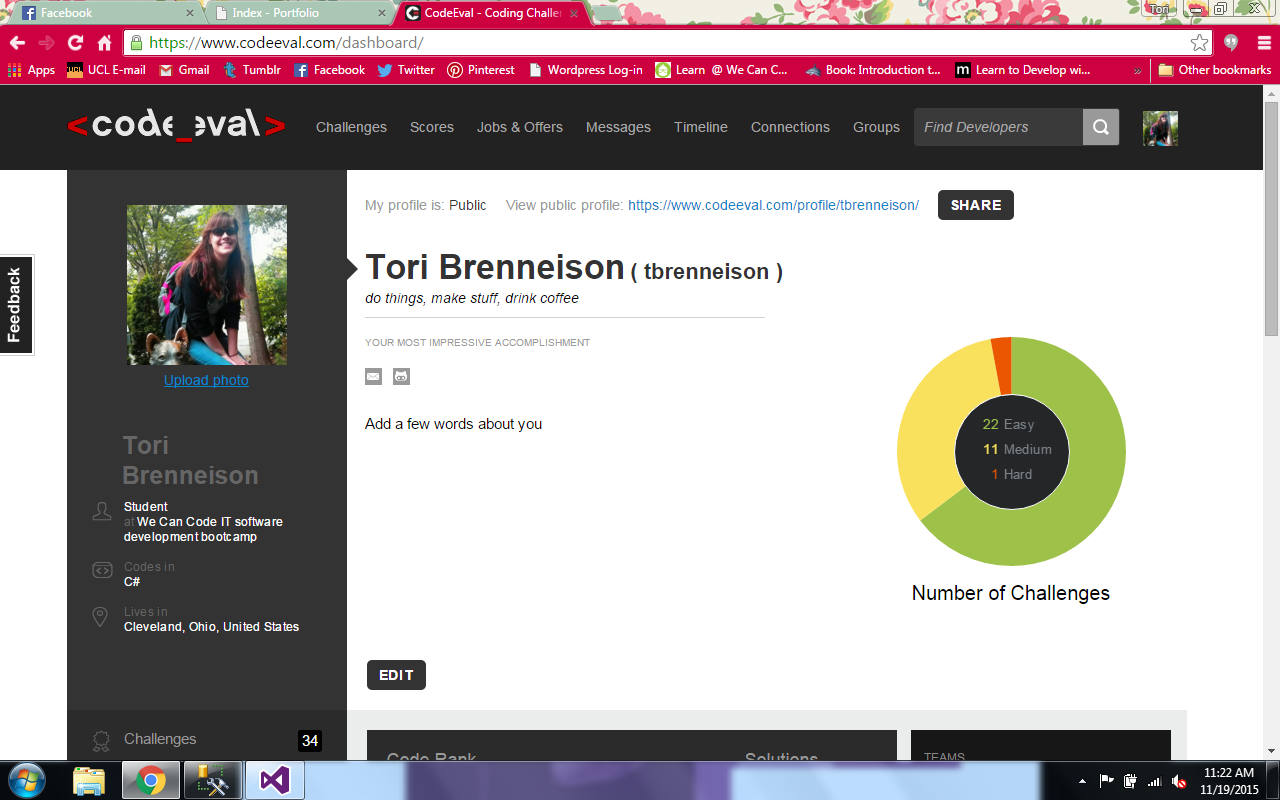 Facebook
Index - Portfolio
CodeEval - Coding Challen
Tori
https://www.codeeval.com/dashboard/
Apps
UCL E-mail
Gmail
Tumblr
Facebook
Twitter
Pinterest
Wordpress Log-in
Learn @ We Can C...
Book: Introduction t...
Learn to Develop wi...
»
Other bookmarks
<code_eval>
Challenges
Scores
Jobs & Offers
Messages
Timeline
Connections
Groups
Find Developers
Feedback
Upload photo
Tori
Brenneison
Student
at We Can Code IT software
development bootcamp
Codes in
C#
Lives in
Cleveland, Ohio, United States
Challenges
34
My profile is: Public
View public profile: https://www.codeeval.com/profile/tbrenneison/
SHARE
Tori Brenneison ( tbrenneison )
do things, make stuff, drink coffee
YOUR MOST IMPRESSIVE ACCOMPLISHMENT
Add a few words about you
22 Easy
11 Medium
1 Hard
Number of Challenges
EDIT
Code Rank
Solutions
TEAMS
11:22 AM
11/19/2015